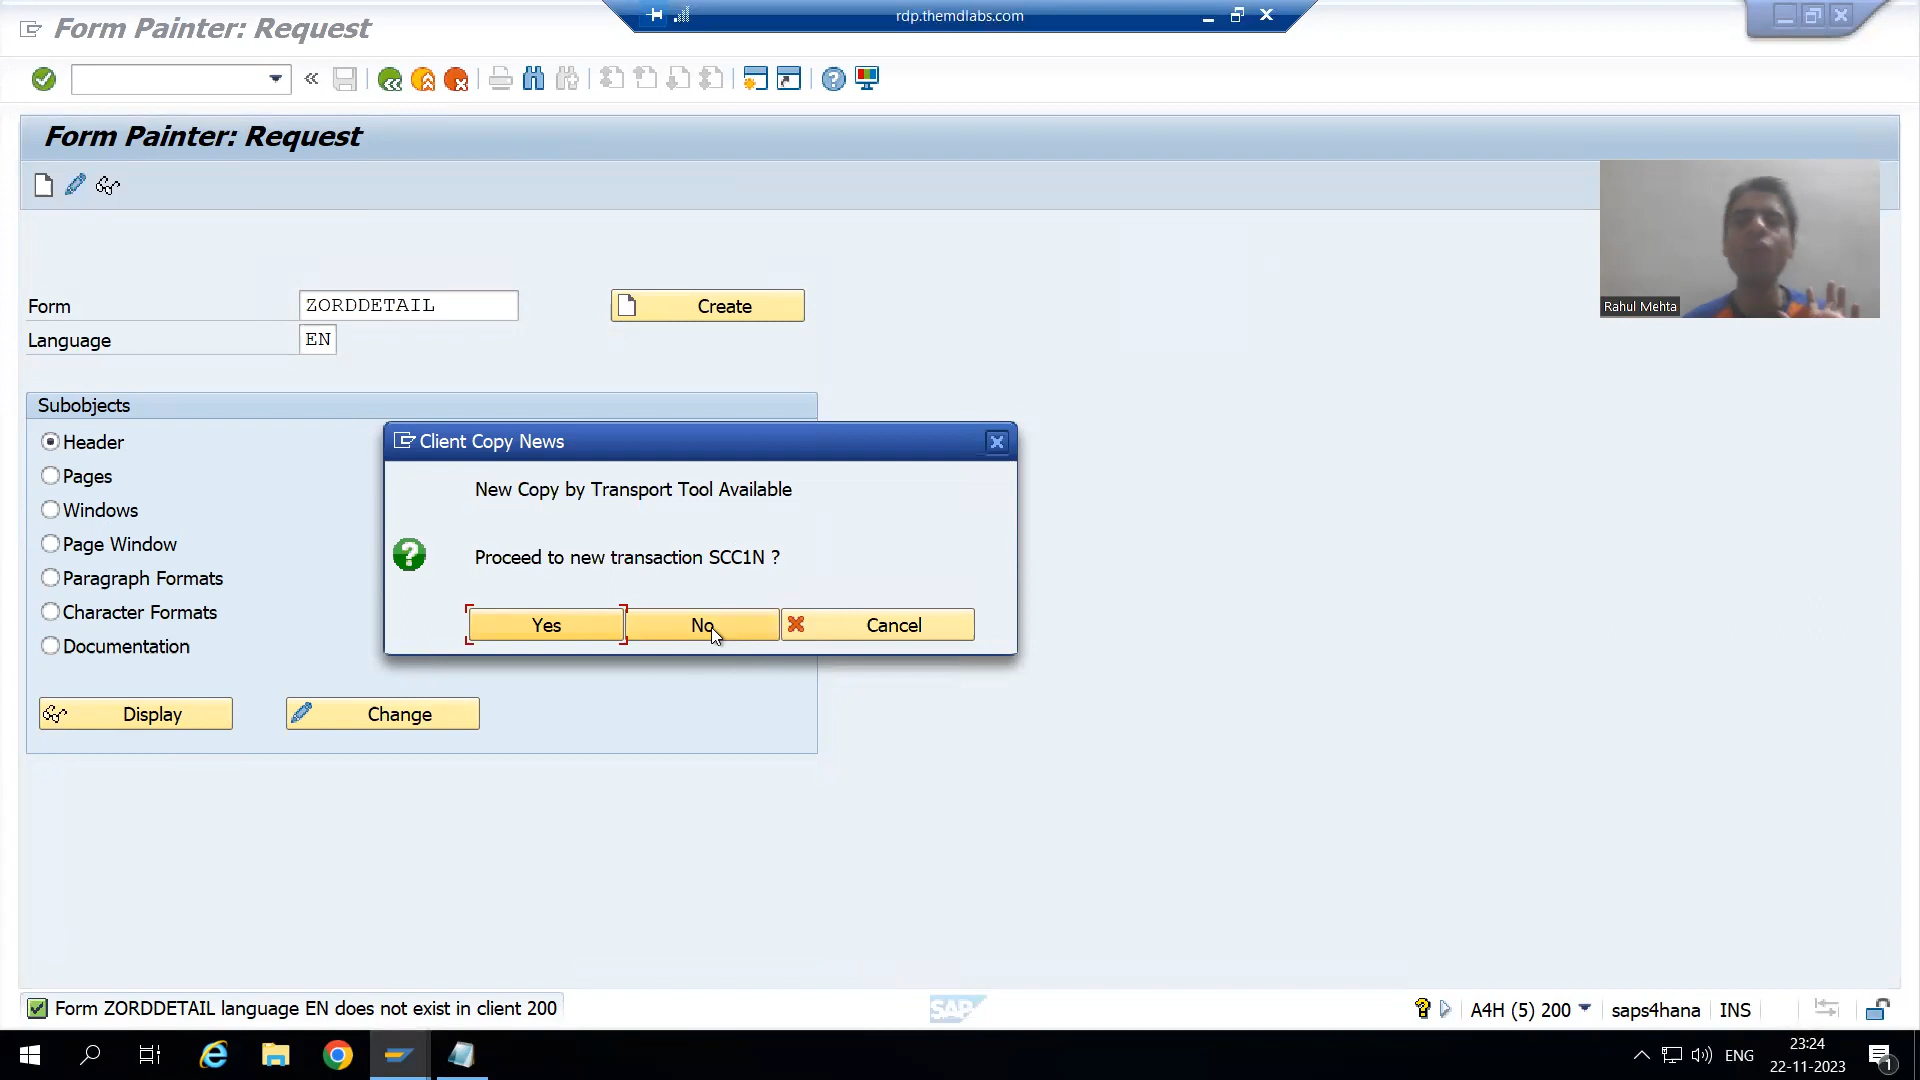 Form Painter: Request
rdp.themdlabs.com
Form Painter: Request
Rahul Mehta
Form ZORDDETAIL Create
Language EN
Subobjects
Header
Pages
Windows
Page Window
Paragraph Formats
Character Formats
Documentation
Display Change
Client Copy News
New Copy by Transport Tool Available
Proceed to new transaction SCC1N ?
Yes No Cancel
Form ZORDDETAIL language EN does not exist in client 200
SAP
A4H (5) 200 saps4hana INS
ENG
23:24
22-11-2023
1